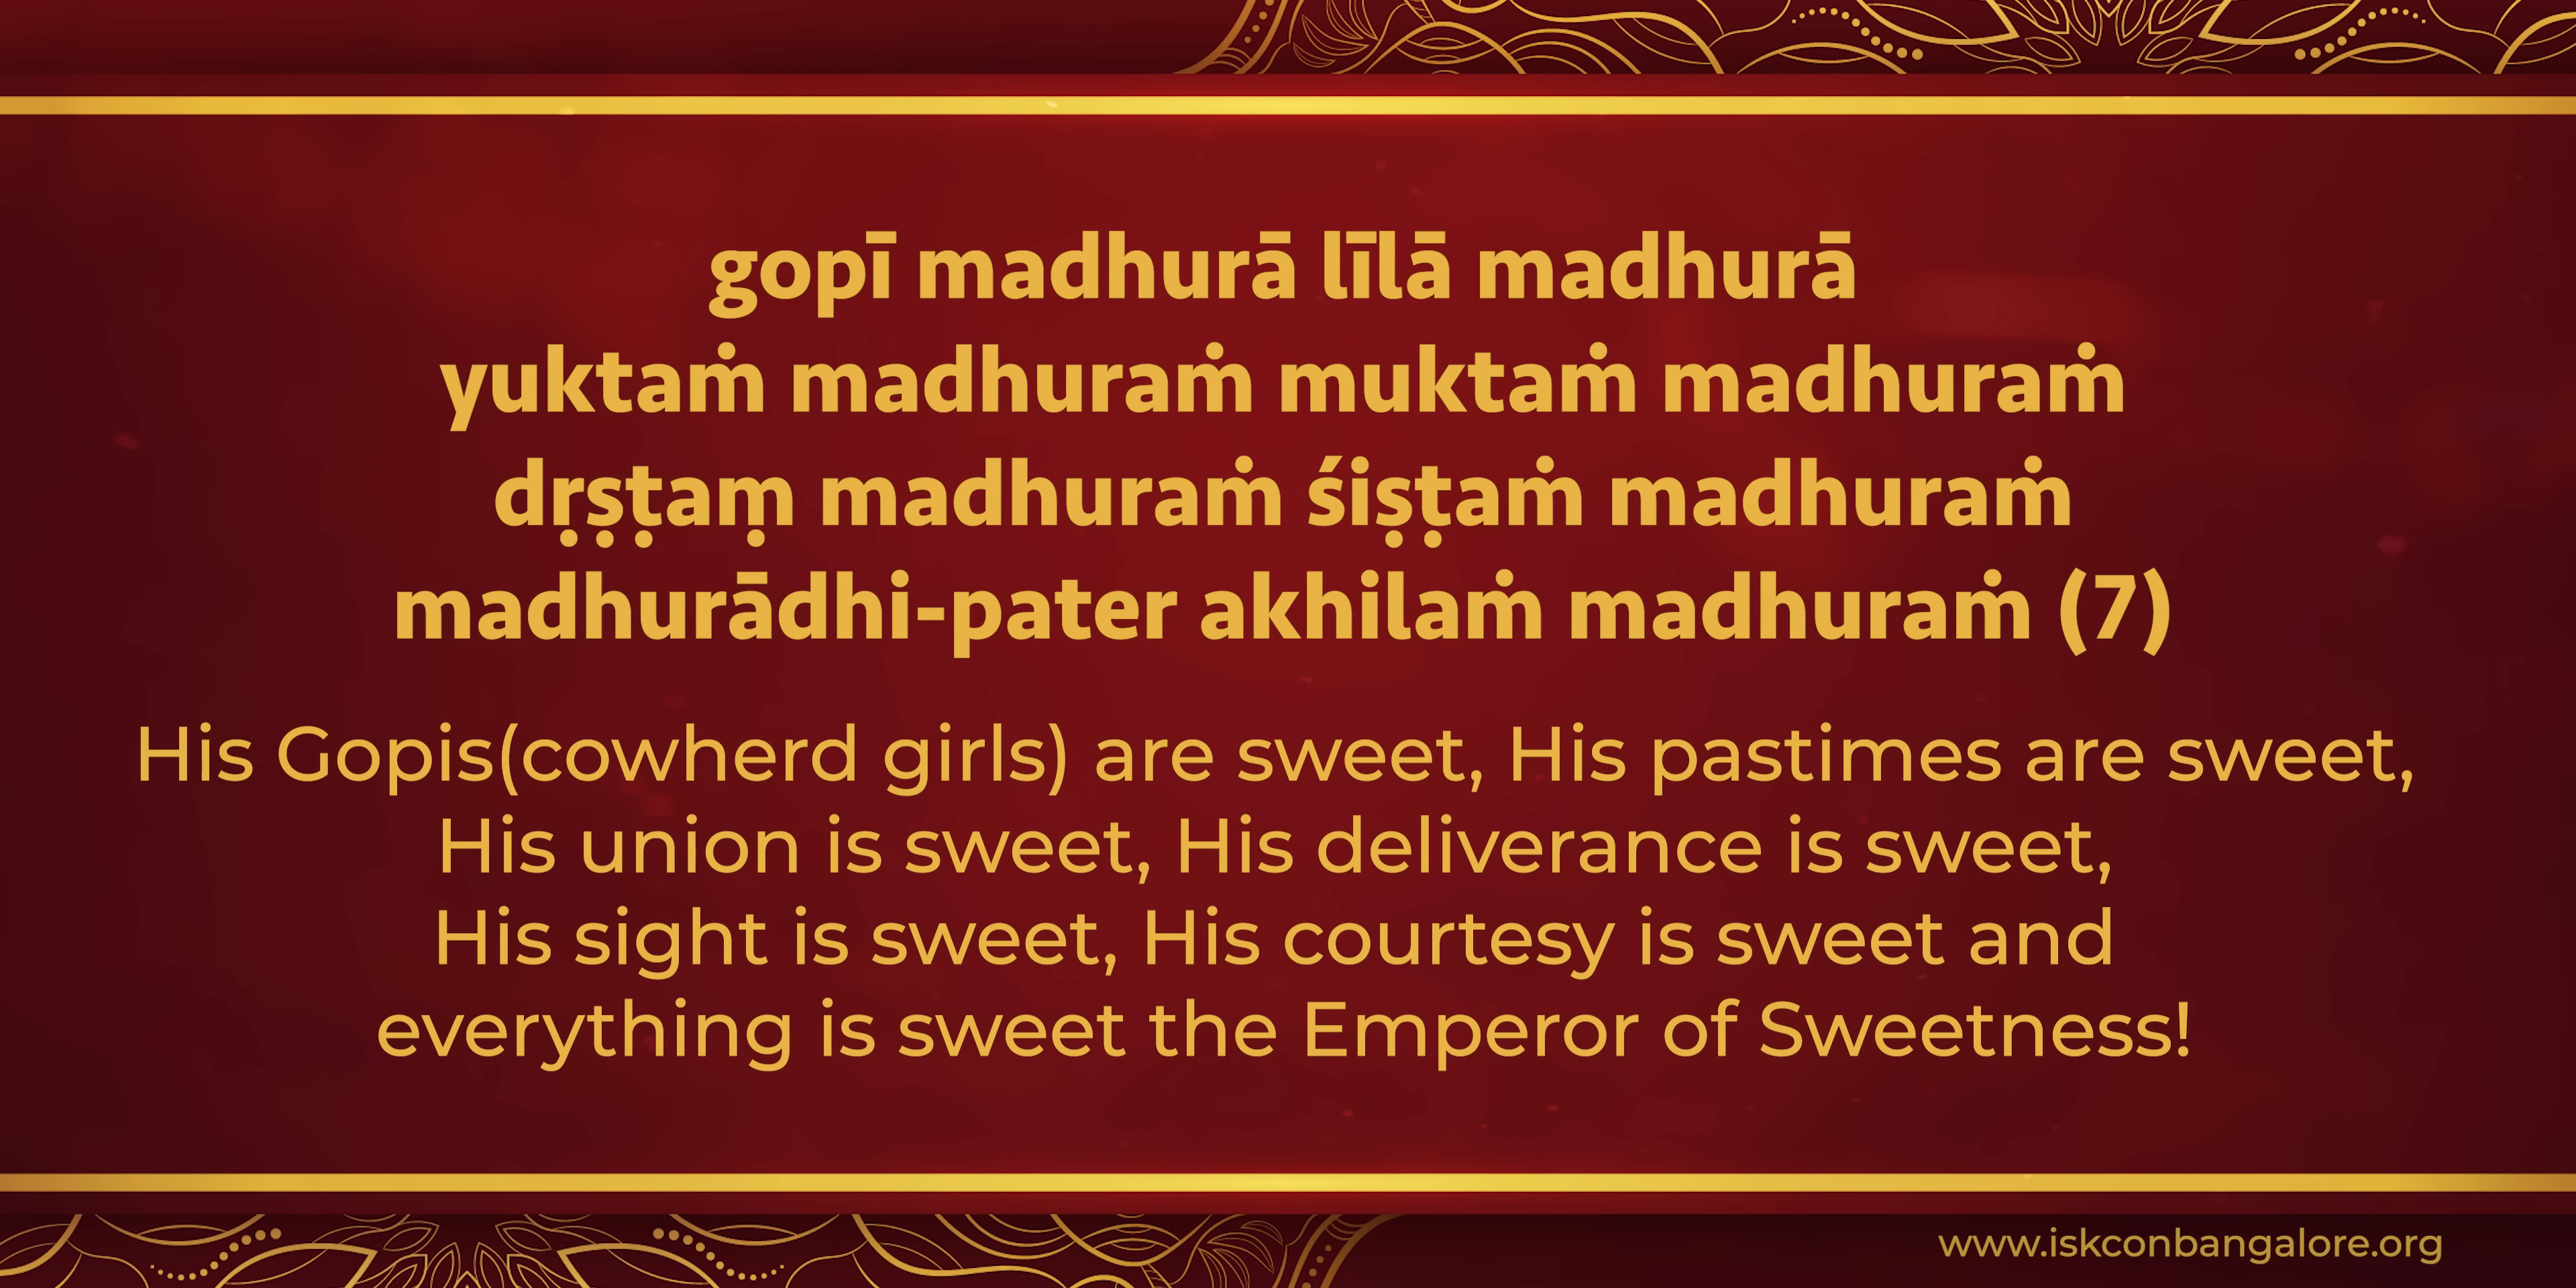 gopī madhurā līlā madhurā
yuktaṁ madhuraṁ muktaṁ madhuraṁ
dṛṣṭaṃ madhuraṁ śiṣṭaṁ madhuraṁ
madhurādhi-pater akhilaṁ madhuraṁ (7)
His Gopis(cowherd girls) are sweet, His pastimes are sweet,
His union is sweet, His deliverance is sweet,
His sight is sweet, His courtesy is sweet and
everything is sweet the Emperor of Sweetness!
www.iskconbangalore.org